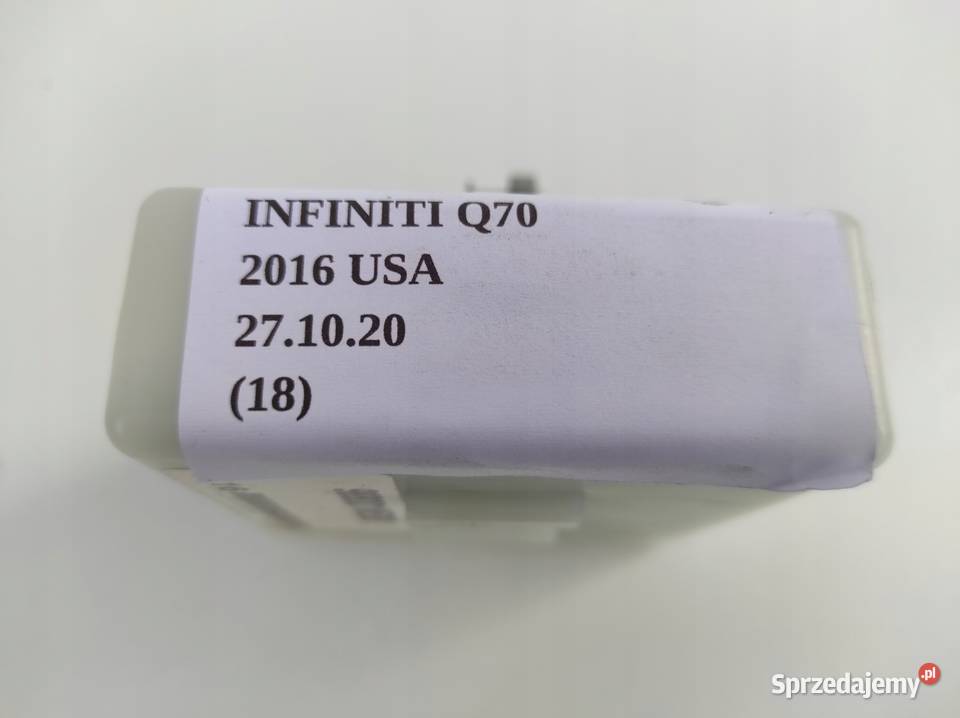 INFINITI Q70
2016 USA
27.10.20
(18)
Sprzedajemy.pl